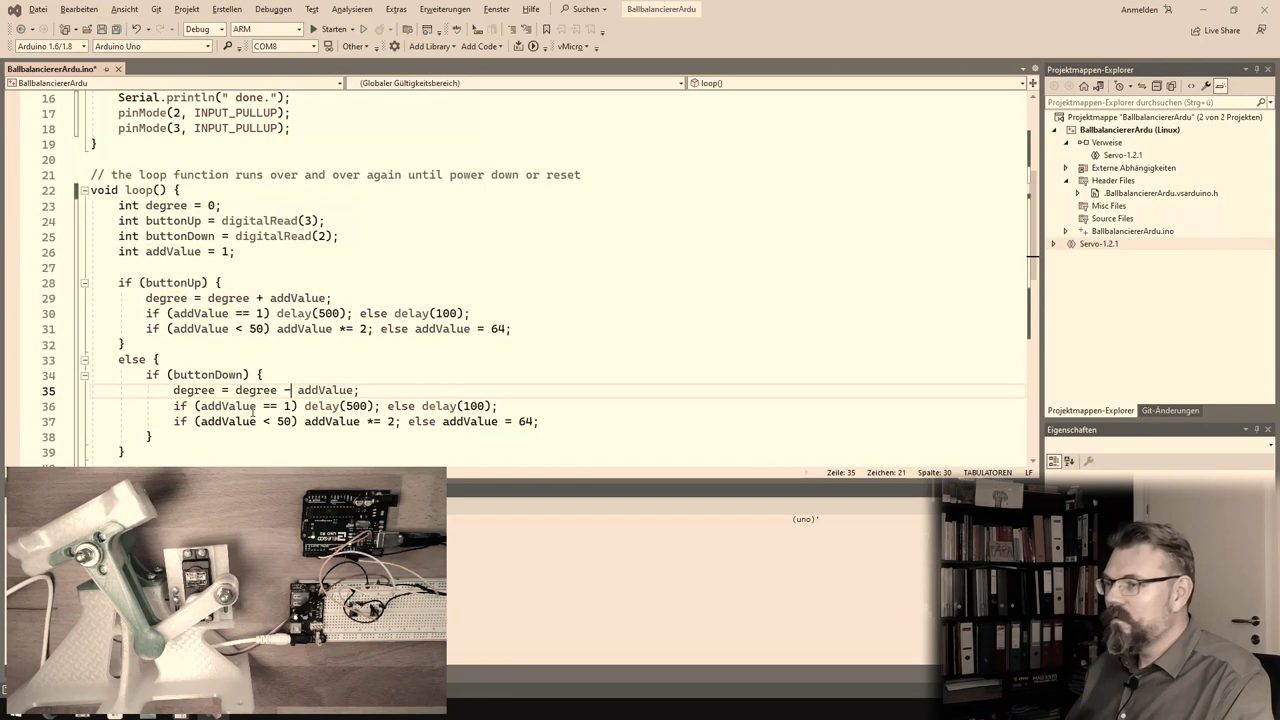 Datei Bearbeiten Ansicht Git Projekt Erstellen Debuggen Test Analysieren Extras Erweiterungen Fenster Hilfe Suchen BallbalanciererArdu Anmelden
Debug ARM Starten Live Share
Arduino 1.6/1.8 Arduino Uno COM8 Other Add Library Add Code vMicro
BallbalanciererArdu.ino*
BallbalanciererArdu (Globaler Gültigkeitsbereich) loop()
16 Serial.println(" done.");
17 pinMode(2, INPUT_PULLUP);
18 pinMode(3, INPUT_PULLUP);
19 }
20
21 // the loop function runs over and over again until power down or reset
22 void loop() {
23 int degree = 0;
24 int buttonUp = digitalRead(3);
25 int buttonDown = digitalRead(2);
26 int addValue = 1;
27
28 if (buttonUp) {
29 degree = degree + addValue;
30 if (addValue == 1) delay(500); else delay(100);
31 if (addValue < 50) addValue *= 2; else addValue = 64;
32 }
33 else {
34 if (buttonDown) {
35 degree = degree - addValue;
36 if (addValue == 1) delay(500); else delay(100);
37 if (addValue < 50) addValue *= 2; else addValue = 64;
38 }
39 }
Zeile: 35 Zeichen: 21 Spalte: 30 TABULATOREN LF
(uno)'
Projektmappen-Explorer
Projektmappen-Explorer durchsuchen (Strg+ü)
Projektmappe "BallbalanciererArdu" (2 von 2 Projekten)
BallbalanciererArdu (Linux)
Verweise
Servo-1.2.1
Externe Abhängigkeiten
Header Files
.BallbalanciererArdu.vsarduino.h
Misc Files
Source Files
BallbalanciererArdu.ino
Servo-1.2.1
Projektmappen-Explorer Git-Änderungen
Eigenschaften